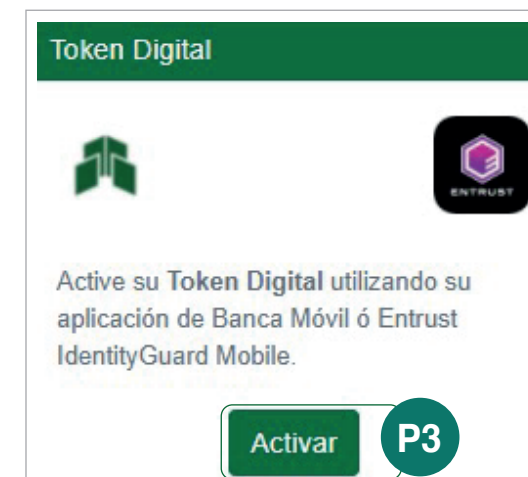 Token Digital
ENTRUST
Active su Token Digital utilizando su
aplicación de Banca Móvil ó Entrust
IdentityGuard Mobile.
Activar
P3